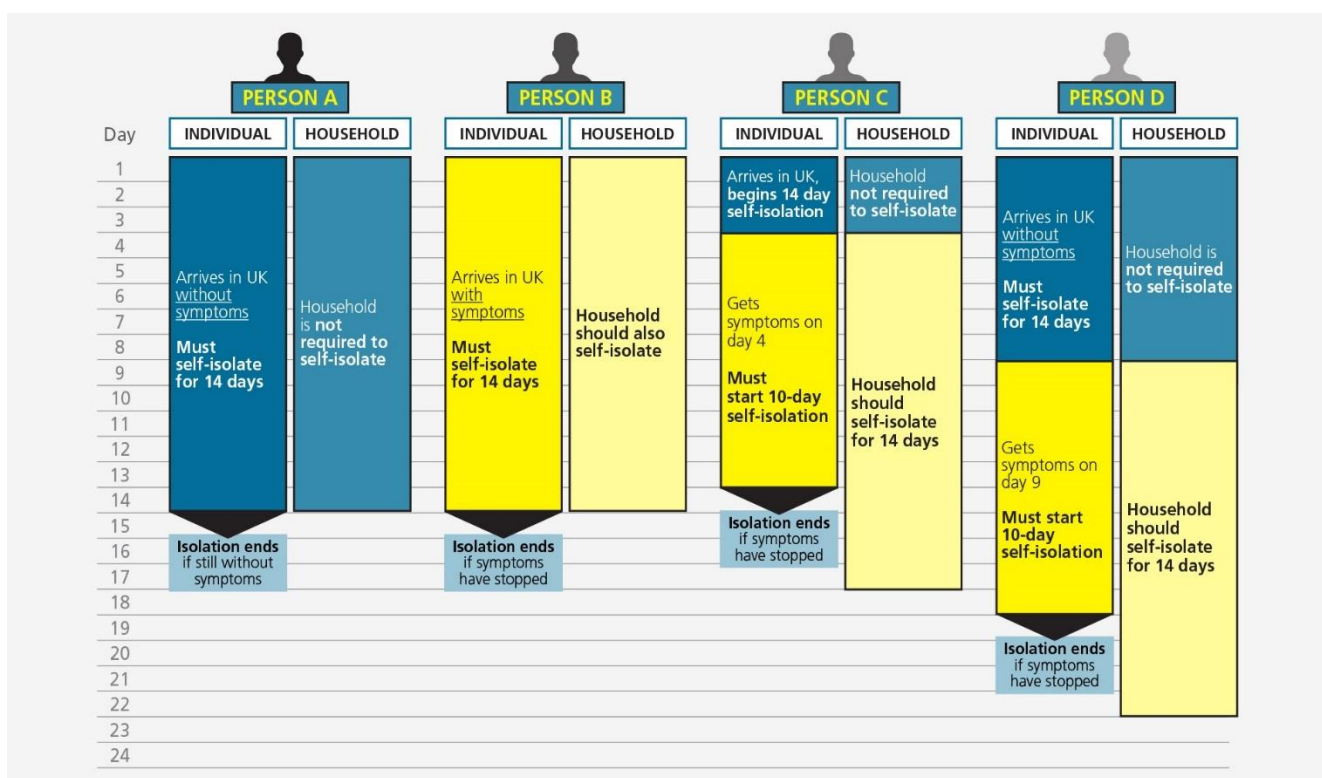 PERSON A
PERSON B
PERSON C
PERSON D
Day
INDIVIDUAL
HOUSEHOLD
INDIVIDUAL
HOUSEHOLD
INDIVIDUAL
HOUSEHOLD
INDIVIDUAL
HOUSEHOLD
1
2
3
4
5
6
7
8
9
10
11
12
13
14
15
16
17
18
19
20
21
22
23
24
Arrives in UK
without
symptoms
Must
self-isolate
for 14 days
Isolation ends
if still without
symptoms
Household
is not
required to
self-isolate
Arrives in UK
with
symptoms
Must
self-isolate
for 14 days
Isolation ends
if symptoms
have stopped
Household
should also
self-isolate
Arrives in UK,
begins 14 day
self-isolation
Gets
symptoms on
day 4
Must
start 10-day
self-isolation
Isolation ends
if symptoms
have stopped
Household
not required
to self-isolate
Household
should
self-isolate
for 14 days
Arrives in UK
without
symptoms
Must
self-isolate
for 14 days
Gets
symptoms on
day 9
Must start
10-day
self-isolation
Isolation ends
if symptoms
have stopped
Household is
not required
to self-isolate
Household
should
self-isolate
for 14 days